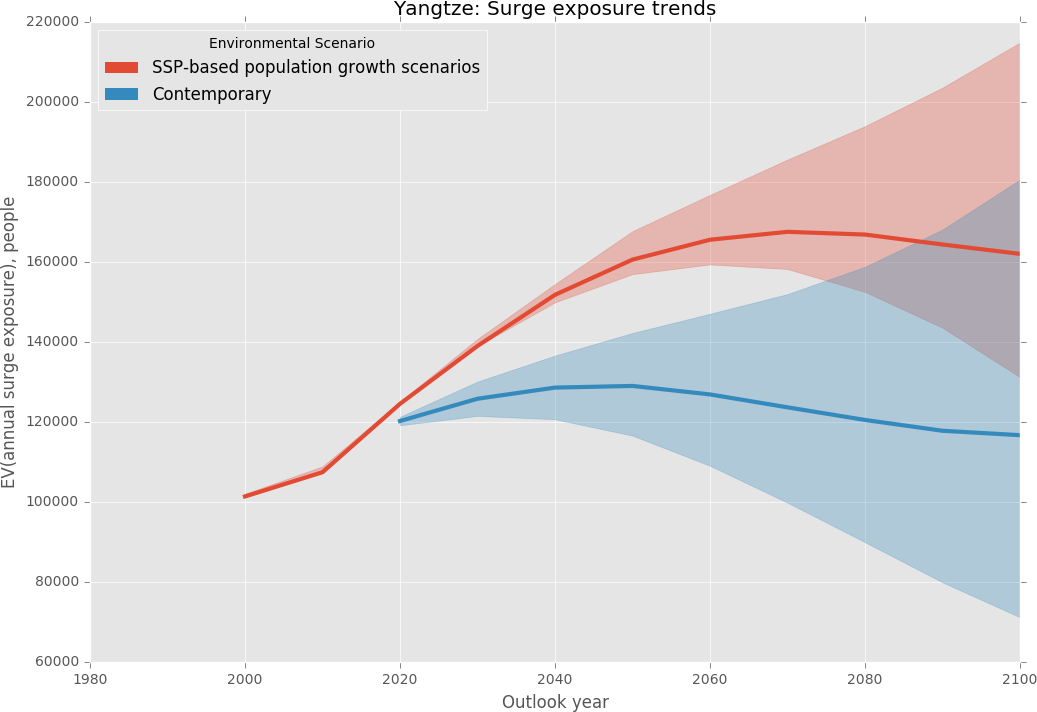 Yangtze: Surge exposure trends
Environmental Scenario
SSP-based population growth scenarios
Contemporary
EV(annual surge exposure), people
220000
200000
180000
160000
140000
120000
100000
80000
60000
1980 2000 2020 2040 2060 2080 2100
Outlook year